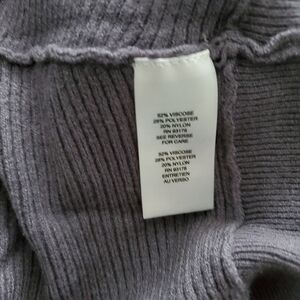 52% VISCOSE
28% POLYESTER
20% NYLON
RN 93178
SEE REVERSE
FOR CARE
52% VISCOSE
28% POLYESTER
20% NYLON
RN 93178
ENTRETIEN
AU VERSO